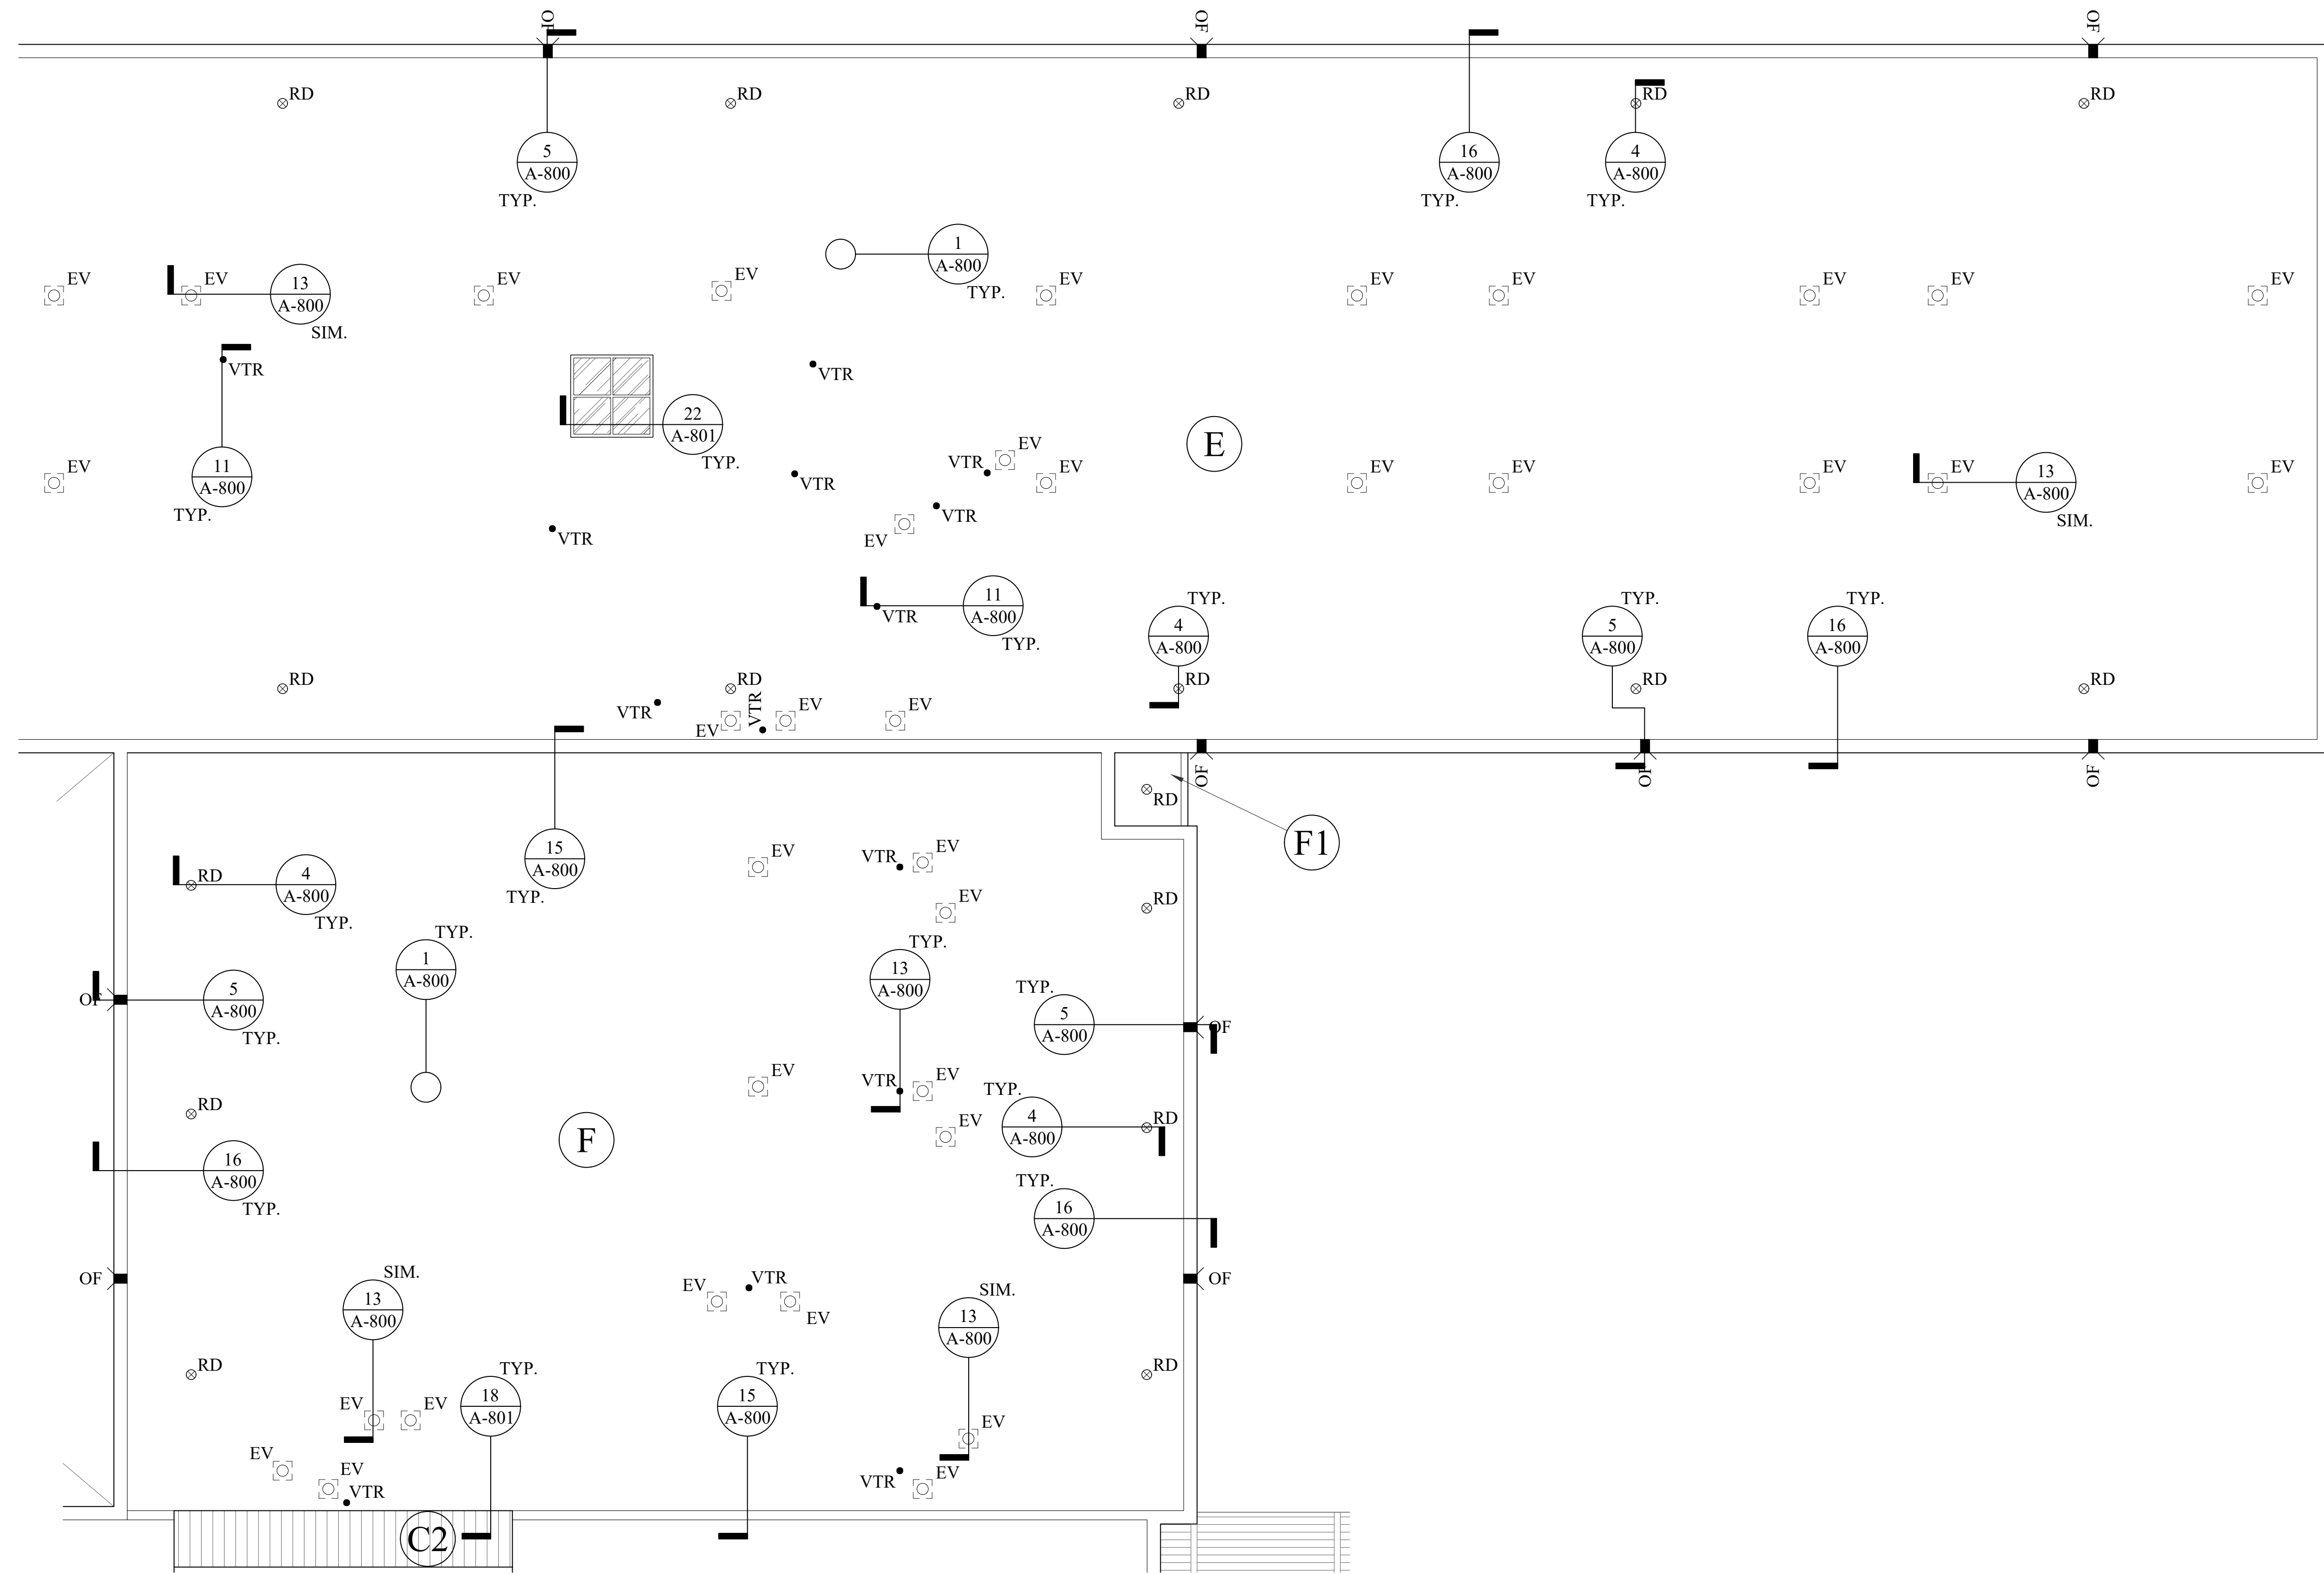 OF
OF
OF
RD
RD
RD
RD
RD
5
A-800
TYP.
16
A-800
TYP.
4
A-800
TYP.
1
A-800
TYP.
EV
EV
13
A-800
SIM.
EV
EV
EV
EV
EV
EV
EV
EV
VTR
VTR
22
A-801
TYP.
E
EV
11
A-800
TYP.
VTR
VTR
EV
EV
EV
EV
EV
EV
13
A-800
SIM.
EV
VTR
VTR
EV
VTR
11
A-800
TYP.
TYP.
4
A-800
TYP.
5
A-800
TYP.
16
A-800
RD
RD
RD
RD
RD
VTR
EV
VTR
EV
EV
OF
OF
OF
RD
F1
15
A-800
TYP.
EV
VTR
EV
EV
RD
RD
4
A-800
TYP.
TYP.
1
A-800
TYP.
13
A-800
OF
5
A-800
TYP.
TYP.
5
A-800
OF
EV
VTR
EV
EV
TYP.
4
A-800
RD
RD
F
16
A-800
TYP.
TYP.
16
A-800
OF
OF
SIM.
13
A-800
EV
VTR
EV
SIM.
13
A-800
RD
RD
EV
EV
TYP.
18
A-801
TYP.
15
A-800
EV
EV
EV
VTR
VTR
EV
C2